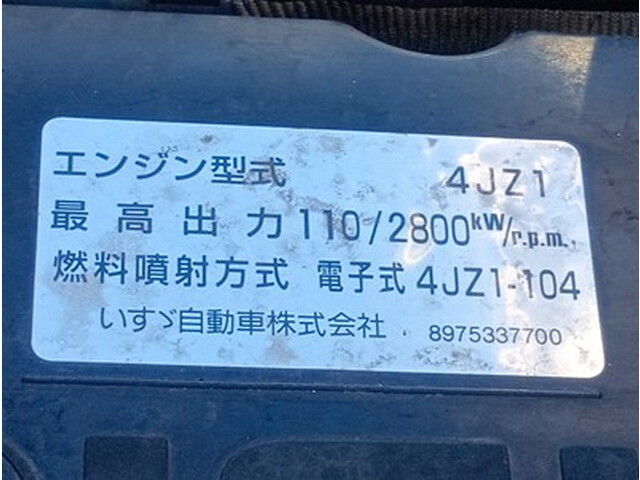 エンジン型式 4JZ1
最高出力 110/2800kW/r.p.m.
燃料噴射方式 電子式 4JZ1-104
いすゞ自動車株式会社 8975337700